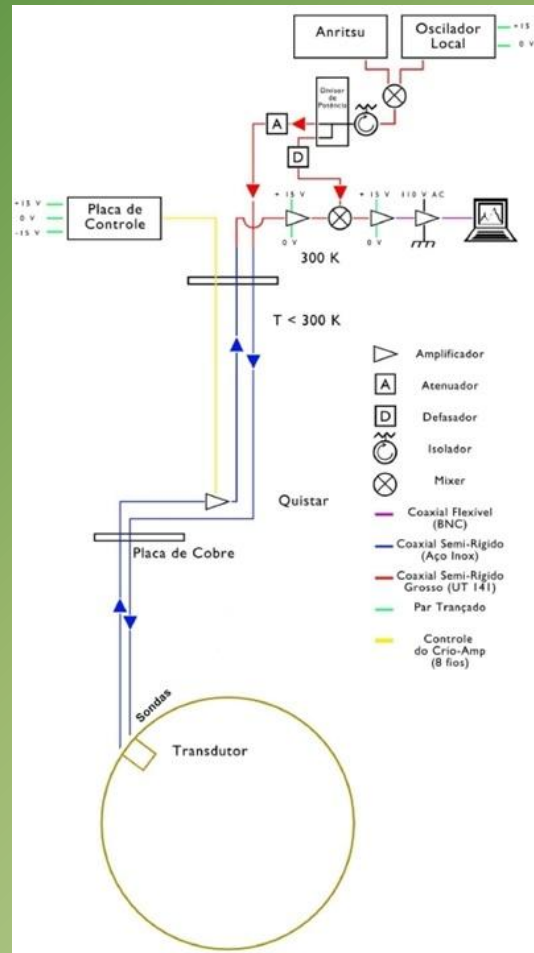 Anritsu
Oscilador
Local
+15
0 V
Divisor
de
Potência
A
D
+15 V
0 V
-15 V
Placa de
Controle
+ 15 V
+ 15 V
110 V AC
0 V
0 V
300 K
T < 300 K
Amplificador
A
Atenuador
D
Defasador
Isolador
Mixer
Quistar
Coaxial Flexível
(BNC)
Placa de Cobre
Coaxial Semi-Rígido
(Aço Inox)
Coaxial Semi-Rígido
Grosso (UT 141)
Par Trançado
Controle
do Crio-Amp
(8 fios)
Sondas
Transdutor